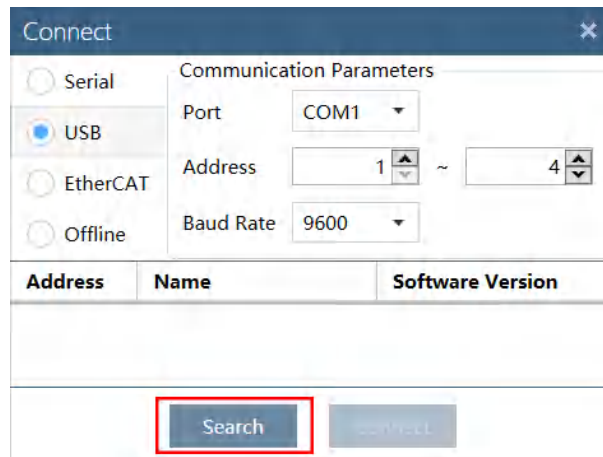 Connect
Serial
USB
EtherCAT
Offline
Communication Parameters
Port COM1
Address 1 ~ 4
Baud Rate 9600
Address Name Software Version
Search Connect